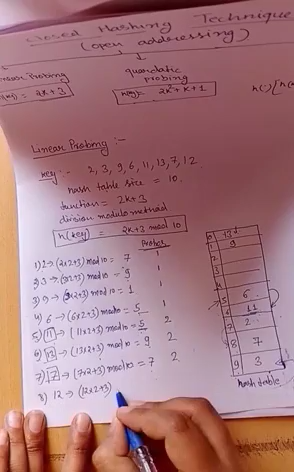 Closed Hashing Technique
(open addressing)
Linear Probing
quadratic
probing
2k+3
h(key) = 2k²+k+1
Linear Probing :-
Key :- 2, 3, 9, 6, 11, 13, 7, 12
hash table size = 10.
function = 2k+3
division modulo method
h(key) = 2k+3 mod 10
Probes
1) 2 → (2x2+3) mod 10 = 7 1
2) 3 → (3x2+3) mod 10 = 9 1
3) 9 → (9x2+3) mod 10 = 1 1
4) 6 → (6x2+3) mod 10 = 5 1
5) 11 → (11x2+3) mod 10 = 5 2
6) 13 → (13x2+3) mod 10 = 9 2
7) 7 → (7x2+3) mod 10 = 7 2
8) 12 → (12x2+3)
0 13
1 9
2
3
4
5 6
6 11
7 2
8 7
9 3
hash table